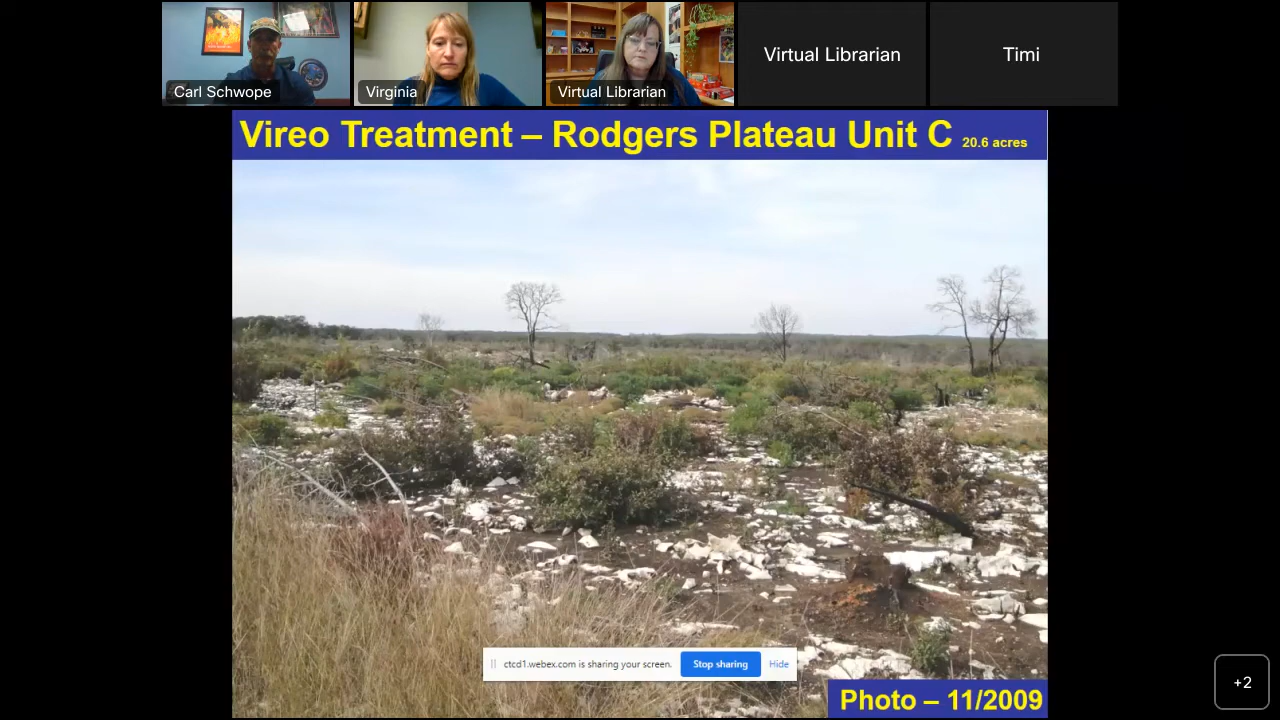 Carl Schwope
Virginia
Virtual Librarian
Virtual Librarian
Timi
Vireo Treatment – Rodgers Plateau Unit C 20.6 acres
ctcd1.webex.com is sharing your screen.
Stop sharing
Hide
Photo – 11/2009
+2